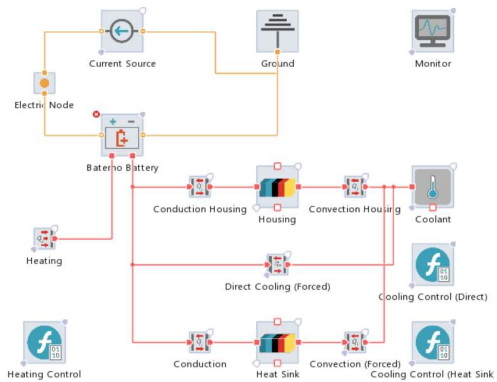 Current Source
Ground
Monitor
Electric Node
Baterno Battery
Conduction Housing
Housing
Convection Housing
Coolant
Heating
Direct Cooling (Forced)
Cooling Control (Direct)
Heating Control
Conduction
Heat Sink
Convection (Forced)
Cooling Control (Heat Sink)